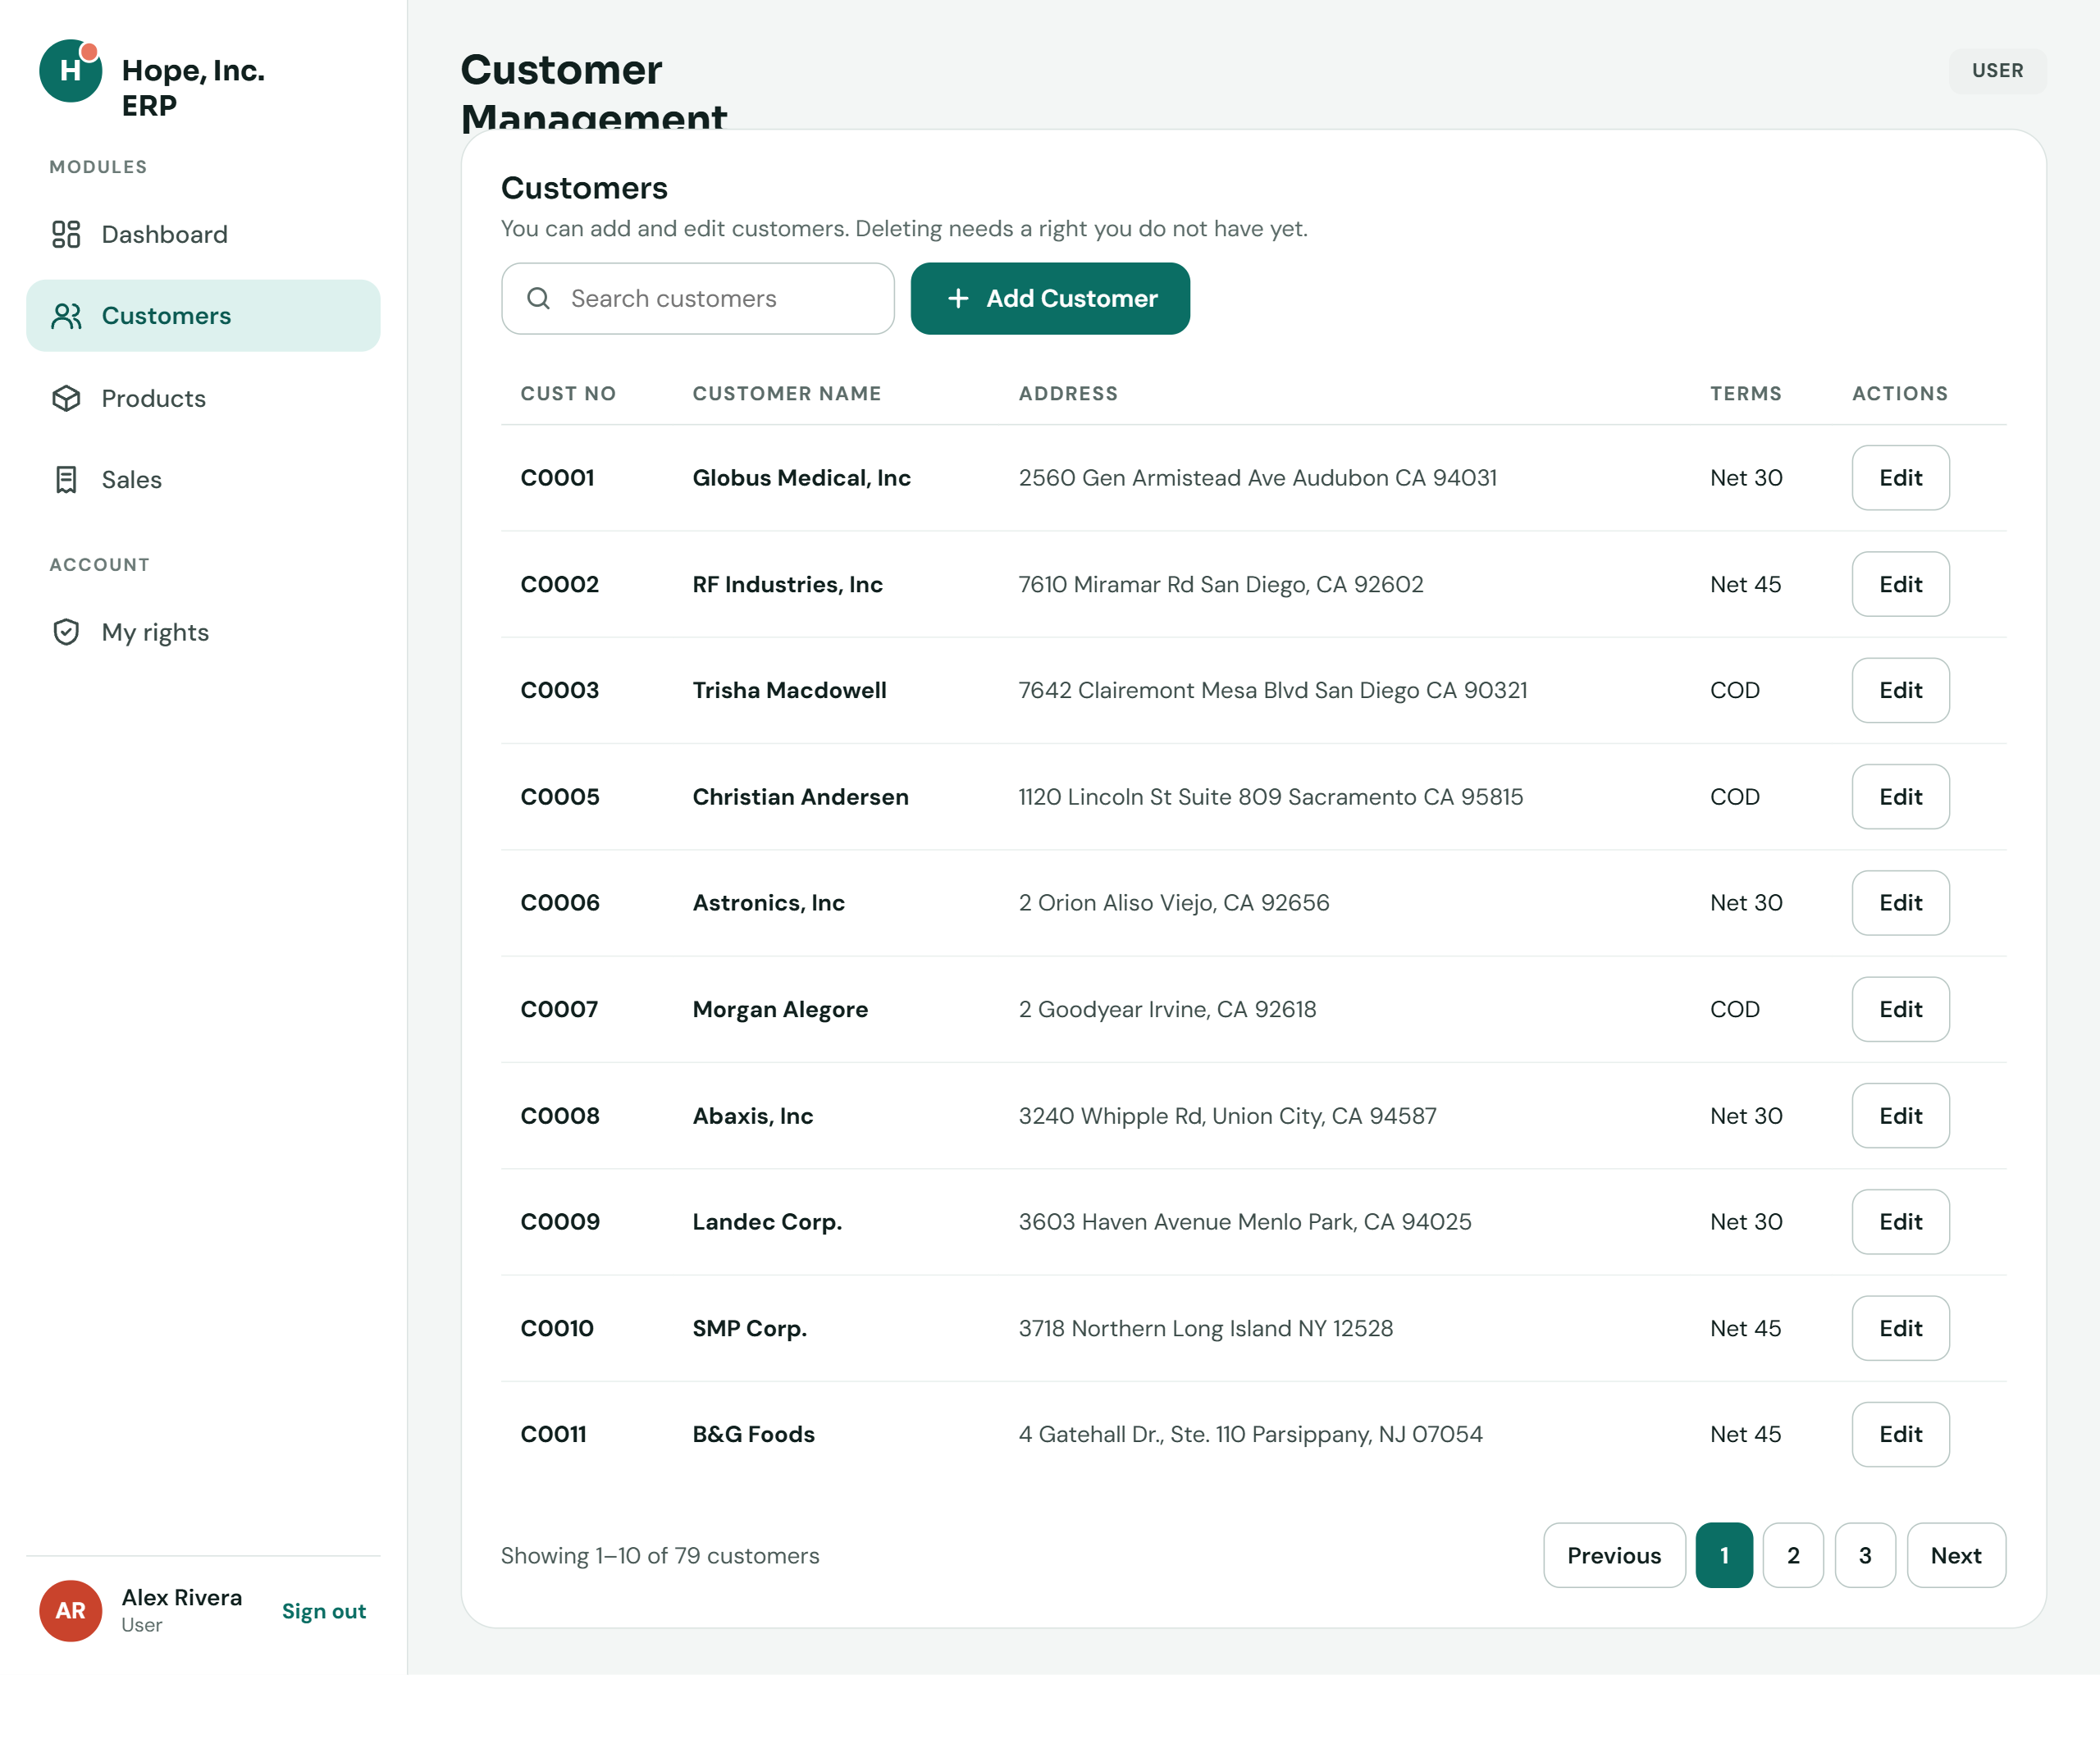 H
Hope, Inc.
ERP
MODULES
Dashboard
Customers
Products
Sales
ACCOUNT
My rights
AR
Alex Rivera
User
Sign out
Customer
Management
USER
Customers
You can add and edit customers. Deleting needs a right you do not have yet.
Search customers
+ Add Customer
CUST NO CUSTOMER NAME ADDRESS TERMS ACTIONS
C0001 Globus Medical, Inc 2560 Gen Armistead Ave Audubon CA 94031 Net 30 Edit
C0002 RF Industries, Inc 7610 Miramar Rd San Diego, CA 92602 Net 45 Edit
C0003 Trisha Macdowell 7642 Clairemont Mesa Blvd San Diego CA 90321 COD Edit
C0005 Christian Andersen 1120 Lincoln St Suite 809 Sacramento CA 95815 COD Edit
C0006 Astronics, Inc 2 Orion Aliso Viejo, CA 92656 Net 30 Edit
C0007 Morgan Alegore 2 Goodyear Irvine, CA 92618 COD Edit
C0008 Abaxis, Inc 3240 Whipple Rd, Union City, CA 94587 Net 30 Edit
C0009 Landec Corp. 3603 Haven Avenue Menlo Park, CA 94025 Net 30 Edit
C0010 SMP Corp. 3718 Northern Long Island NY 12528 Net 45 Edit
C0011 B&G Foods 4 Gatehall Dr., Ste. 110 Parsippany, NJ 07054 Net 45 Edit
Showing 1–10 of 79 customers
Previous 1 2 3 Next